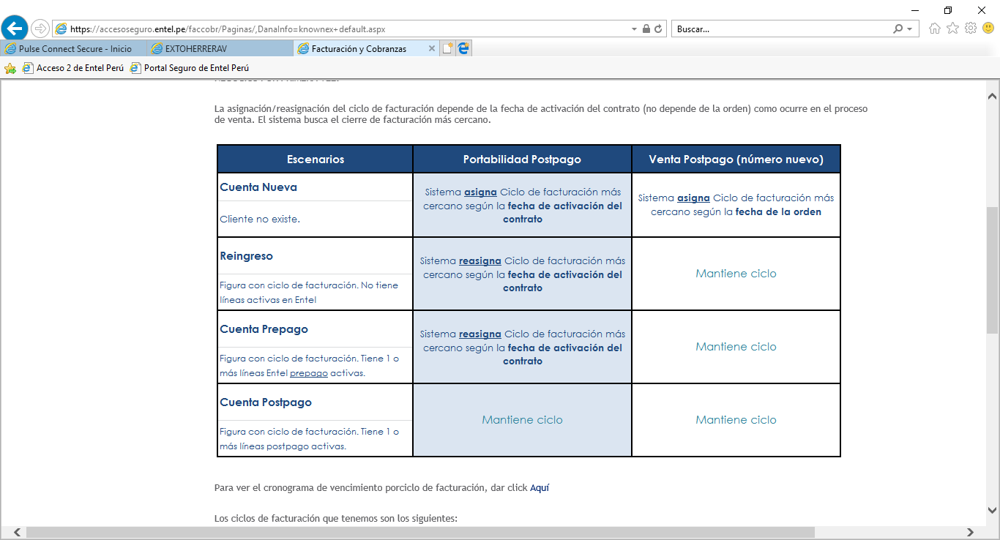 https://accesoseguro.entel.pe/faccobr/Paginas/,DanaInfo=knownex+default.aspx
Buscar...
Pulse Connect Secure - Inicio
EXTOHERRERAV
Facturación y Cobranzas
Acceso 2 de Entel Perú
Portal Seguro de Entel Perú
La asignación/reasignación del ciclo de facturación depende de la fecha de activación del contrato (no depende de la orden) como ocurre en el proceso
de venta. El sistema busca el cierre de facturación más cercano.
Escenarios
Portabilidad Postpago
Venta Postpago (número nuevo)
Cuenta Nueva
Cliente no existe.
Sistema asigna Ciclo de facturación más
cercano según la fecha de activación del
contrato
Sistema asigna Ciclo de facturación más
cercano según la fecha de la orden
Reingreso
Figura con ciclo de facturación. No tiene
líneas activas en Entel
Sistema reasigna Ciclo de facturación más
cercano según la fecha de activación del
contrato
Mantiene ciclo
Cuenta Prepago
Figura con ciclo de facturación. Tiene 1 o
más líneas Entel prepago activas.
Sistema reasigna Ciclo de facturación más
cercano según la fecha de activación del
contrato
Mantiene ciclo
Cuenta Postpago
Figura con ciclo de facturación. Tiene 1 o
más líneas postpago activas.
Mantiene ciclo
Mantiene ciclo
Para ver el cronograma de vencimiento porciclo de facturación, dar click Aquí
Los ciclos de facturación que tenemos son los siguientes: